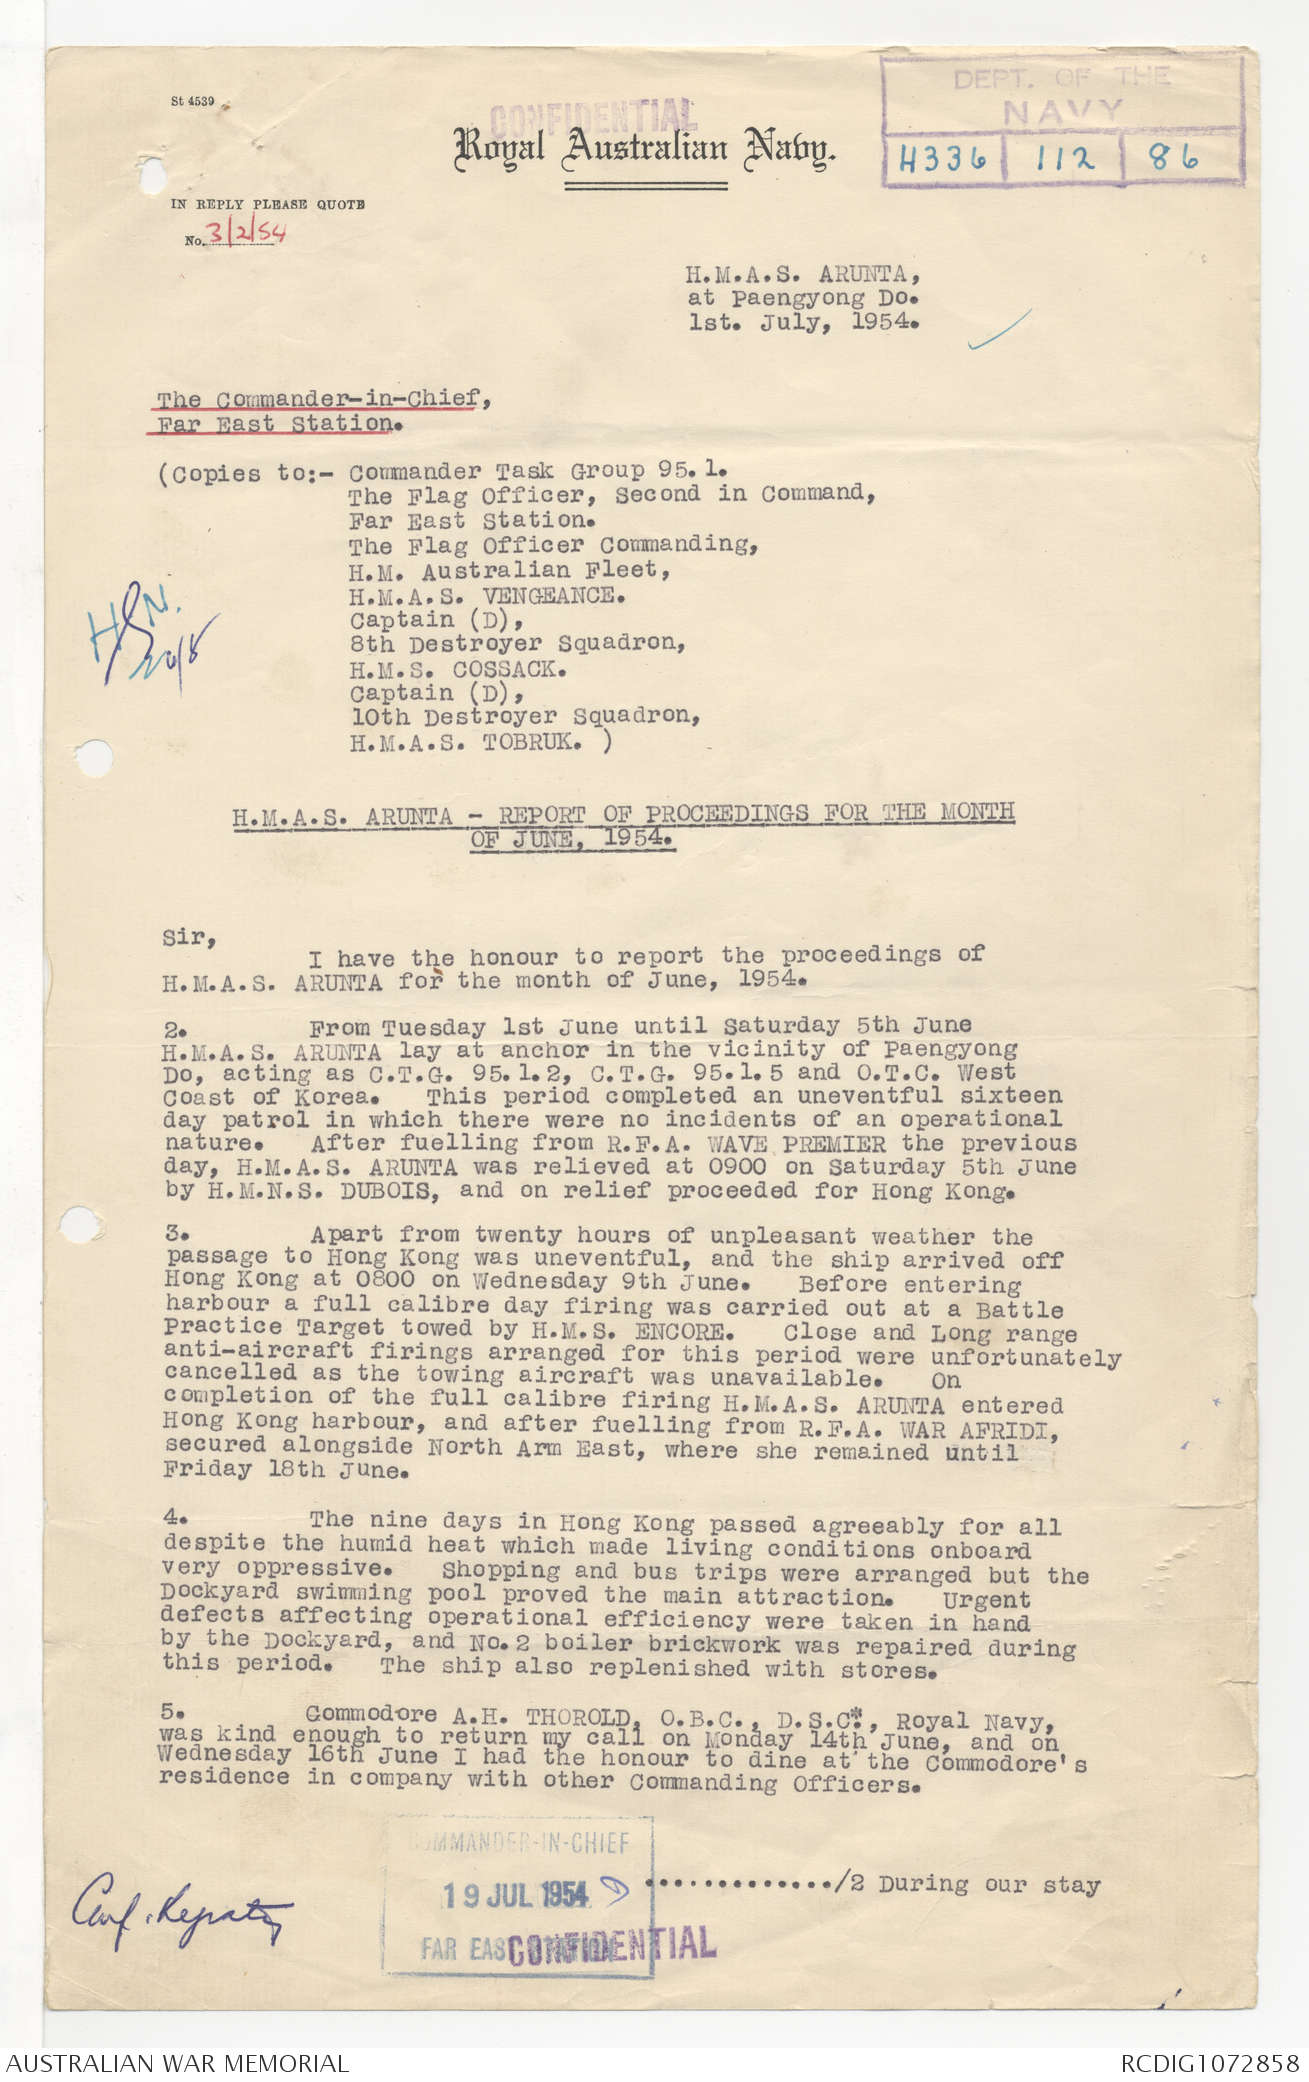 St 4539
CONFIDENTIAL
Royal Australian Navy.
DEPT. OF THE
NAVY
H336 112 86
IN REPLY PLEASE QUOTE
No. 3/2/54
H.M.A.S. ARUNTA,
at Paengyong Do.
1st. July, 1954.
The Commander-in-Chief,
Far East Station.
(Copies to:- Commander Task Group 95.1.
The Flag Officer, Second in Command,
Far East Station.
The Flag Officer Commanding,
H.M. Australian Fleet,
H.M.A.S. VENGEANCE.
Captain (D),
8th Destroyer Squadron,
H.M.S. COSSACK.
Captain (D),
10th Destroyer Squadron,
H.M.A.S. TOBRUK. )
H.M.A.S. ARUNTA - REPORT OF PROCEEDINGS FOR THE MONTH
OF JUNE, 1954.
Sir,
I have the honour to report the proceedings of
H.M.A.S. ARUNTA for the month of June, 1954.
2. From Tuesday 1st June until Saturday 5th June
H.M.A.S. ARUNTA lay at anchor in the vicinity of Paengyong
Do, acting as C.T.G. 95.1.2, C.T.G. 95.1.5 and O.T.C. West
Coast of Korea. This period completed an uneventful sixteen
day patrol in which there were no incidents of an operational
nature. After fuelling from R.F.A. WAVE PREMIER the previous
day, H.M.A.S. ARUNTA was relieved at 0900 on Saturday 5th June
by H.M.N.S. DUBOIS, and on relief proceeded for Hong Kong.
3. Apart from twenty hours of unpleasant weather the
passage to Hong Kong was uneventful, and the ship arrived off
Hong Kong at 0800 on Wednesday 9th June. Before entering
harbour a full calibre day firing was carried out at a Battle
Practice Target towed by H.M.S. ENCORE. Close and Long range
anti-aircraft firings arranged for this period were unfortunately
cancelled as the towing aircraft was unavailable. On
completion of the full calibre firing H.M.A.S. ARUNTA entered
Hong Kong harbour, and after fuelling from R.F.A. WAR AFRIDI,
secured alongside North Arm East, where she remained until
Friday 18th June.
4. The nine days in Hong Kong passed agreeably for all
despite the humid heat which made living conditions onboard
very oppressive. Shopping and bus trips were arranged but the
Dockyard swimming pool proved the main attraction. Urgent
defects affecting operational efficiency were taken in hand
by the Dockyard, and No.2 boiler brickwork was repaired during
this period. The ship also replenished with stores.
5. Commodore A.H. THOROLD, O.B.C., D.S.C*., Royal Navy,
was kind enough to return my call on Monday 14th June, and on
Wednesday 16th June I had the honour to dine at the Commodore's
residence in company with other Commanding Officers.
COMMANDER-IN-CHIEF
19 JUL 1954
FAR EAST STATION
............./2 During our stay
CONFIDENTIAL
AUSTRALIAN WAR MEMORIAL
RCDIG1072858